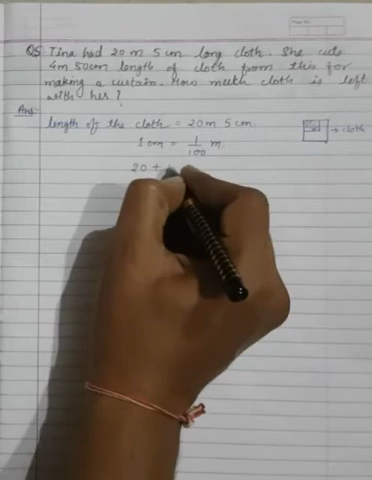 Q5: Tina had 20 m 5 cm long cloth. She cuts
4m 50cm length of cloth from this for
making a curtain. How much cloth is left
with her?
Ans:
length of the cloth = 20m 5 cm.
→ cloth
1 cm = 1/100 m.
20 +